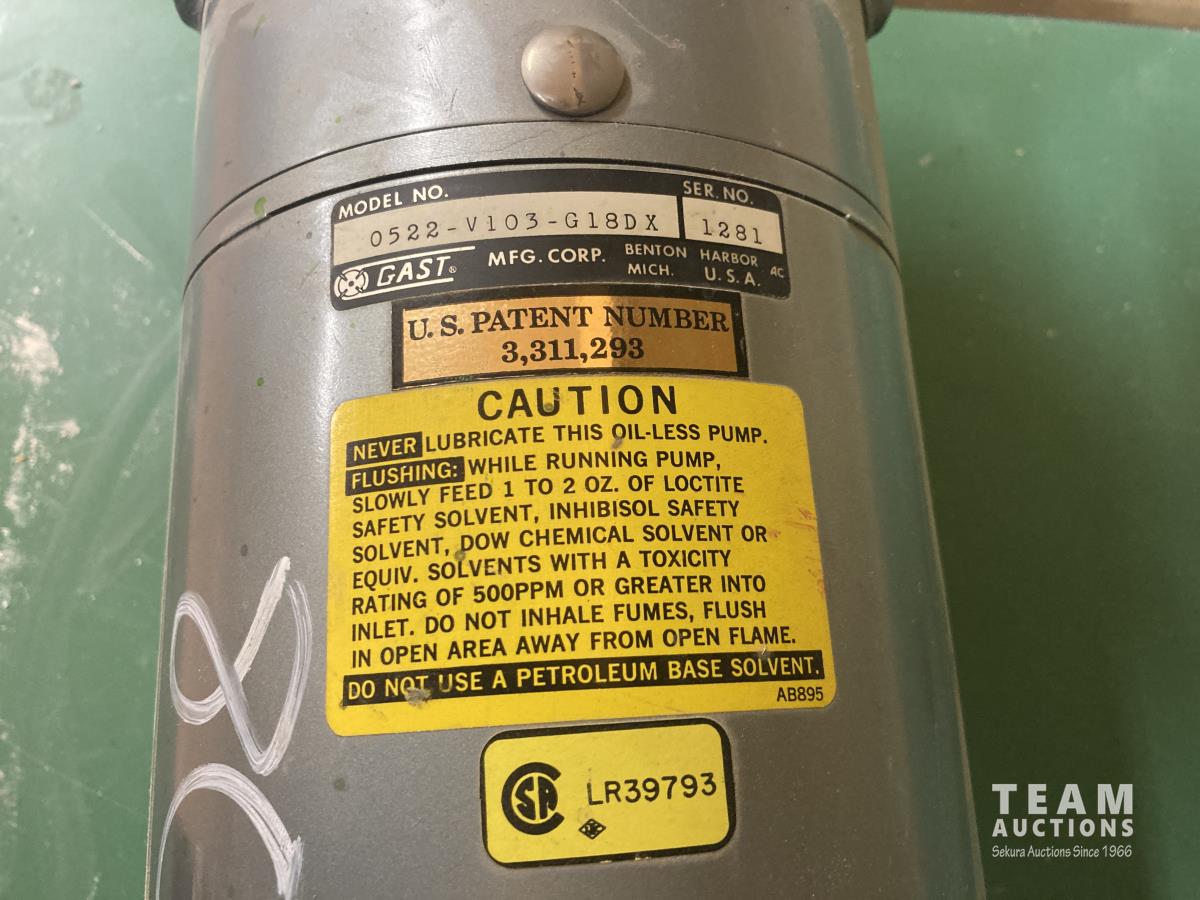 MODEL NO. SER. NO.
0522-V103-G18DX 1281
GAST® MFG. CORP. BENTON HARBOR AC
MICH. U.S.A.
U.S. PATENT NUMBER
3,311,293
CAUTION
NEVER LUBRICATE THIS OIL-LESS PUMP.
FLUSHING: WHILE RUNNING PUMP,
SLOWLY FEED 1 TO 2 OZ. OF LOCTITE
SAFETY SOLVENT, INHIBISOL SAFETY
SOLVENT, DOW CHEMICAL SOLVENT OR
EQUIV. SOLVENTS WITH A TOXICITY
RATING OF 500PPM OR GREATER INTO
INLET. DO NOT INHALE FUMES, FLUSH
IN OPEN AREA AWAY FROM OPEN FLAME.
DO NOT USE A PETROLEUM BASE SOLVENT.
AB895
CSA LR39793
TEAM
AUCTIONS
Sekura Auctions Since 1966